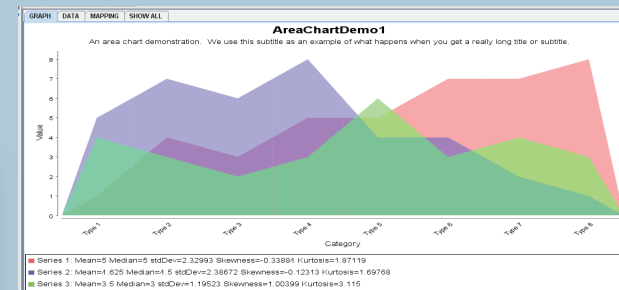 GRAPH DATA MAPPING SHOW ALL
AreaChartDemo1
An area chart demonstration. We use this subtitle as an example of what happens when you get a really long title or subtitle.
8
7
6
5
4
3
2
1
0
Value
Type 1 Type 2 Type 3 Type 4 Type 5 Type 6 Type 7 Type 8
Category
Series 1: Mean=5 Median=5 stdDev=2.32993 Skewness=-0.33884 Kurtosis=1.87119
Series 2: Mean=4.625 Median=4.5 stdDev=2.38672 Skewness=-0.12313 Kurtosis=1.69768
Series 3: Mean=3.5 Median=3 stdDev=1.19523 Skewness=1.00399 Kurtosis=3.115